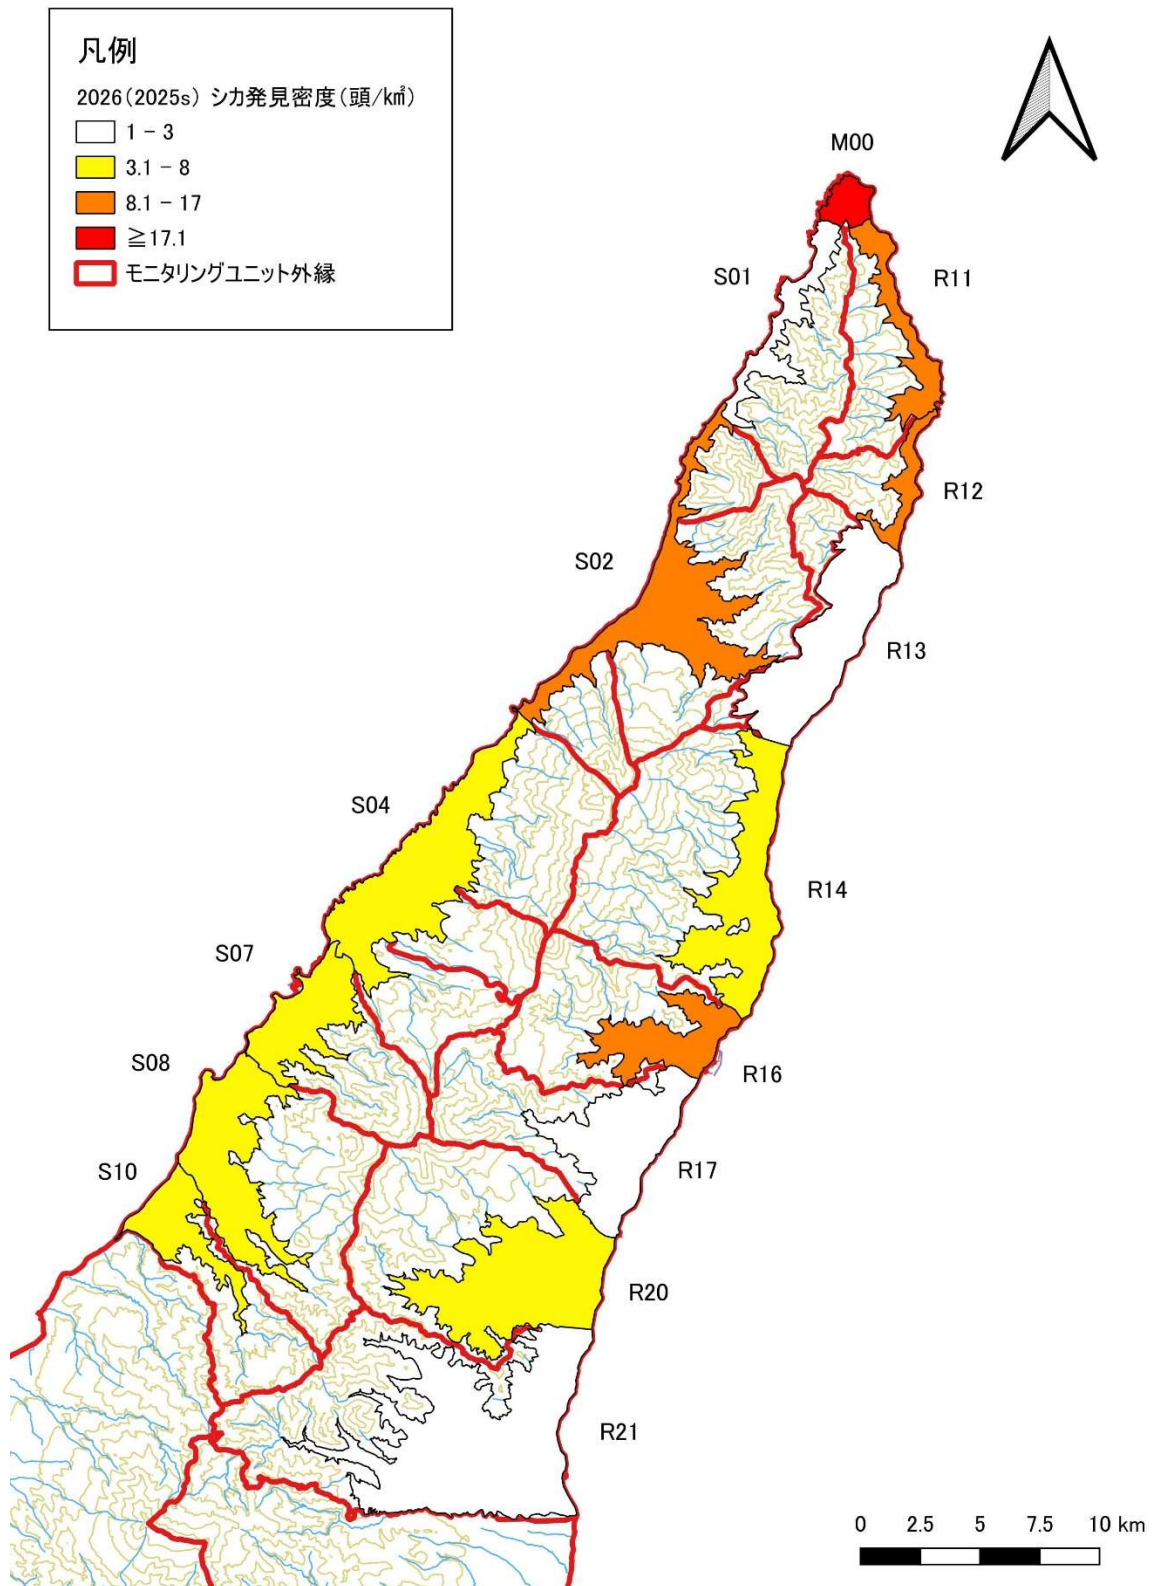 凡例
2026(2025s) シカ発見密度(頭/k㎡)
1 - 3
3.1 - 8
8.1 - 17
≧17.1
モニタリングユニット外縁
M00
S01
R11
R12
S02
R13
S04
R14
S07
S08
R16
S10
R17
R20
R21
0 2.5 5 7.5 10 km